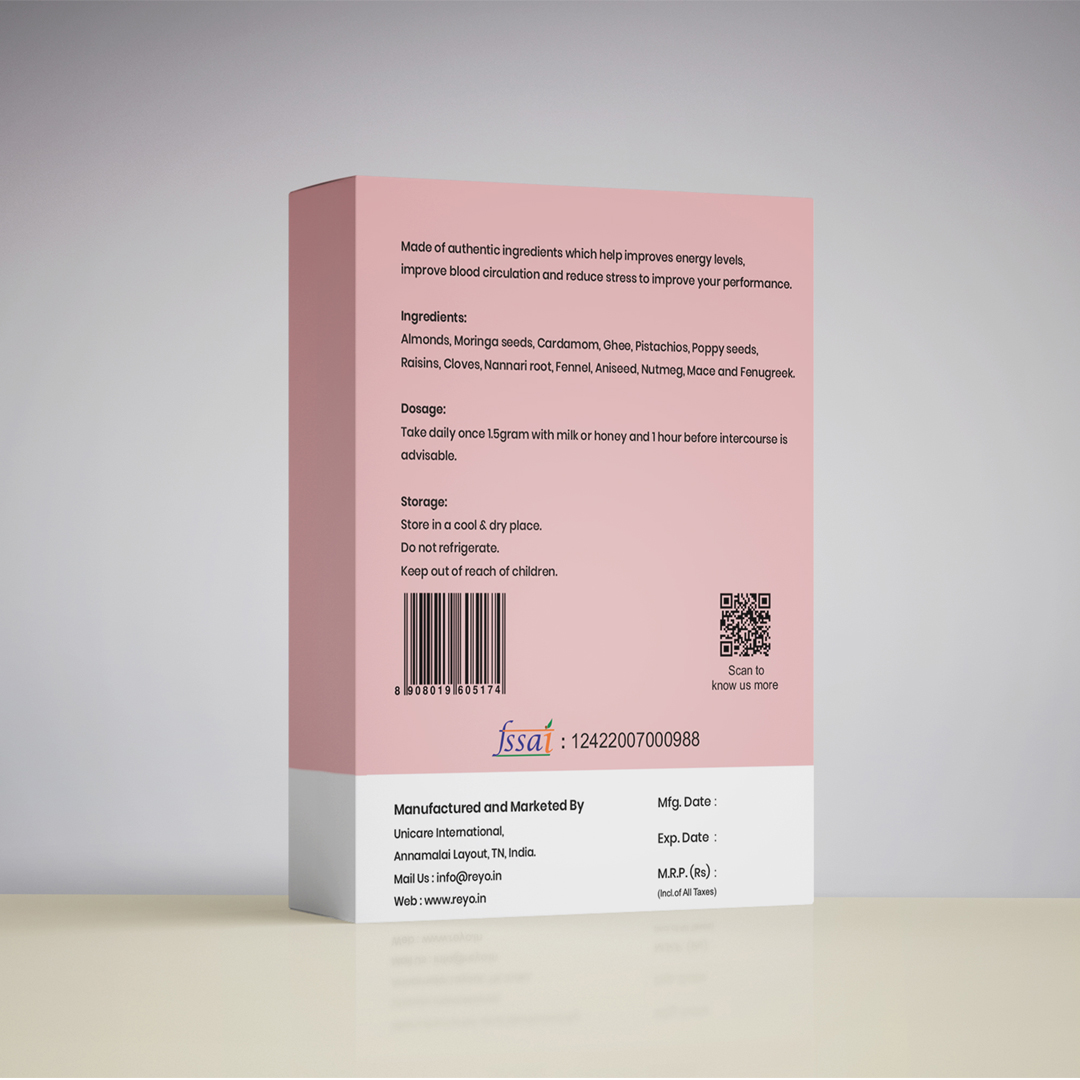 Made of authentic ingredients which help improves energy levels,
improve blood circulation and reduce stress to improve your performance.
Ingredients:
Almonds, Moringa seeds, Cardamom, Ghee, Pistachios, Poppy seeds,
Raisins, Cloves, Nannari root, Fennel, Aniseed, Nutmeg, Mace and Fenugreek.
Dosage:
Take daily once 1.5gram with milk or honey and 1 hour before intercourse is
advisable.
Storage:
Store in a cool & dry place.
Do not refrigerate.
Keep out of reach of children.
8 908019 605174
Scan to
know us more
fssai : 12422007000988
Manufactured and Marketed By
Unicare International,
Annamalai Layout, TN, India.
Mail Us : info@reyo.in
Web : www.reyo.in
Mfg. Date :
Exp. Date :
M.R.P. (Rs) :
(Incl.of All Taxes)